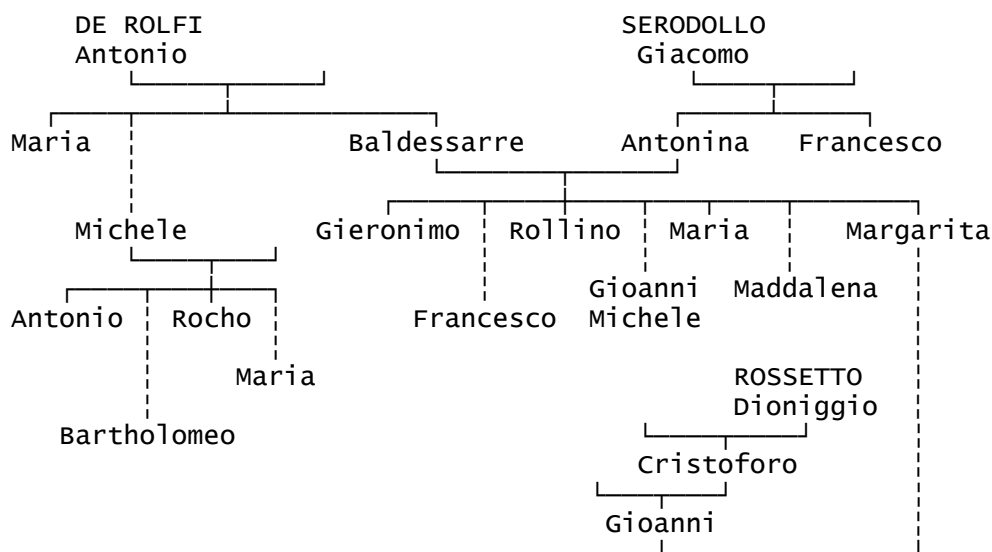 DE ROLFI SERODOLLO
Antonio Giacomo
Maria Baldessarre Antonina Francesco
Michele Gieronimo Rollino Maria Margarita
Gioanni Maddalena
Antonio Rocho Francesco Michele
Maria ROSSETTO
Dioniggio
Bartholomeo
Cristoforo
Gioanni